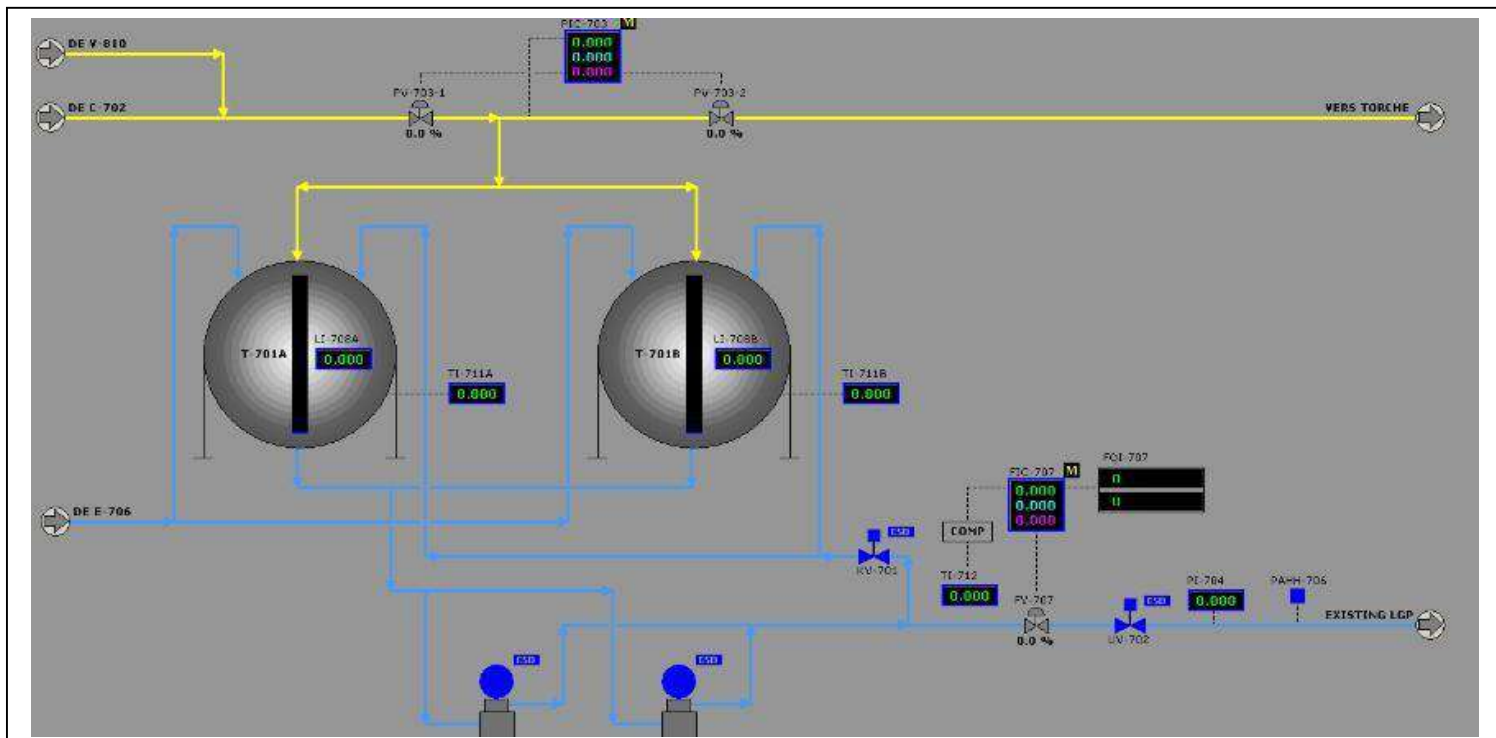 PIC-703 M
DE V-810
0.000
0.000
0.000
PV-703-1
PV-703-2
DE C-702
VERS TORCHE
0.0 %
0.0 %
T-701A
LI-708A
0.000
T-701B
LI-708B
0.000
TI-711A
0.000
TI-711B
0.000
FIC-707 M
FQI-707
0.000
0.000
0.000
0
0
DE E-706
COMP
ESD
KV-701
TI-712
0.000
FV-707
0.0 %
ESD
UV-702
PI-704
0.000
PAHH-706
EXISTING LGP
ESD
ESD